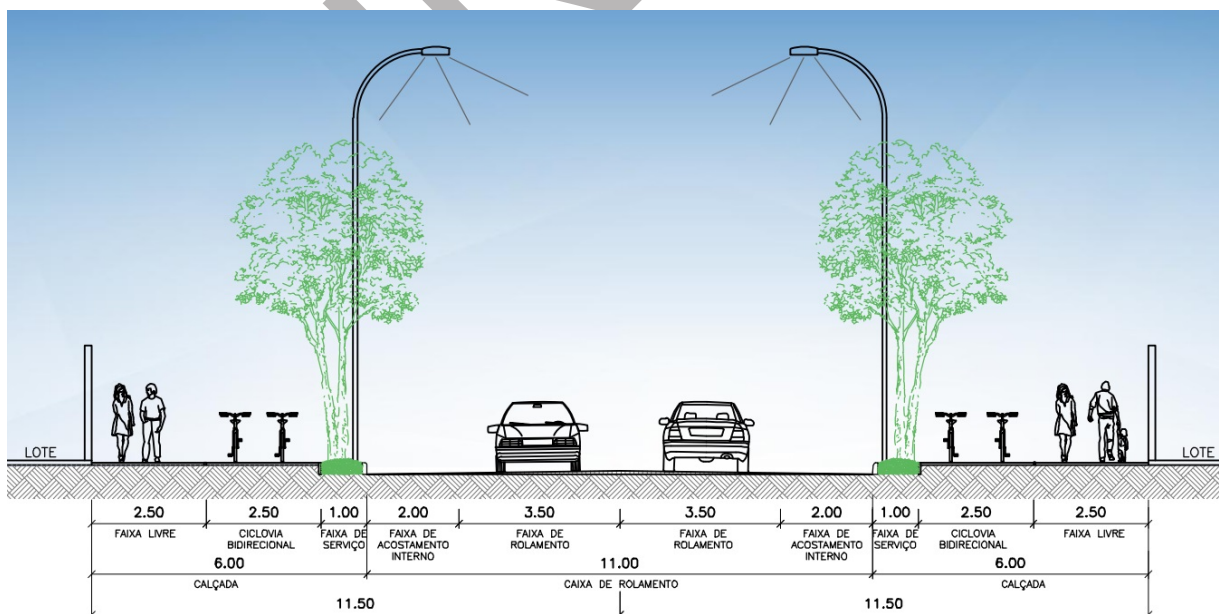 LOTE
LOTE
2.50 2.50 1.00 2.00 3.50 3.50 2.00 1.00 2.50 2.50
FAIXA LIVRE CICLOVIA FAIXA DE FAIXA DE FAIXA DE FAIXA DE FAIXA DE FAIXA DE CICLOVIA FAIXA LIVRE
BIDIRECIONAL SERVIÇO ACOSTAMENTO ROLAMENTO ROLAMENTO ACOSTAMENTO SERVIÇO BIDIRECIONAL
INTERNO INTERNO
6.00 11.00 6.00
CALÇADA CAIXA DE ROLAMENTO CALÇADA
11.50 11.50